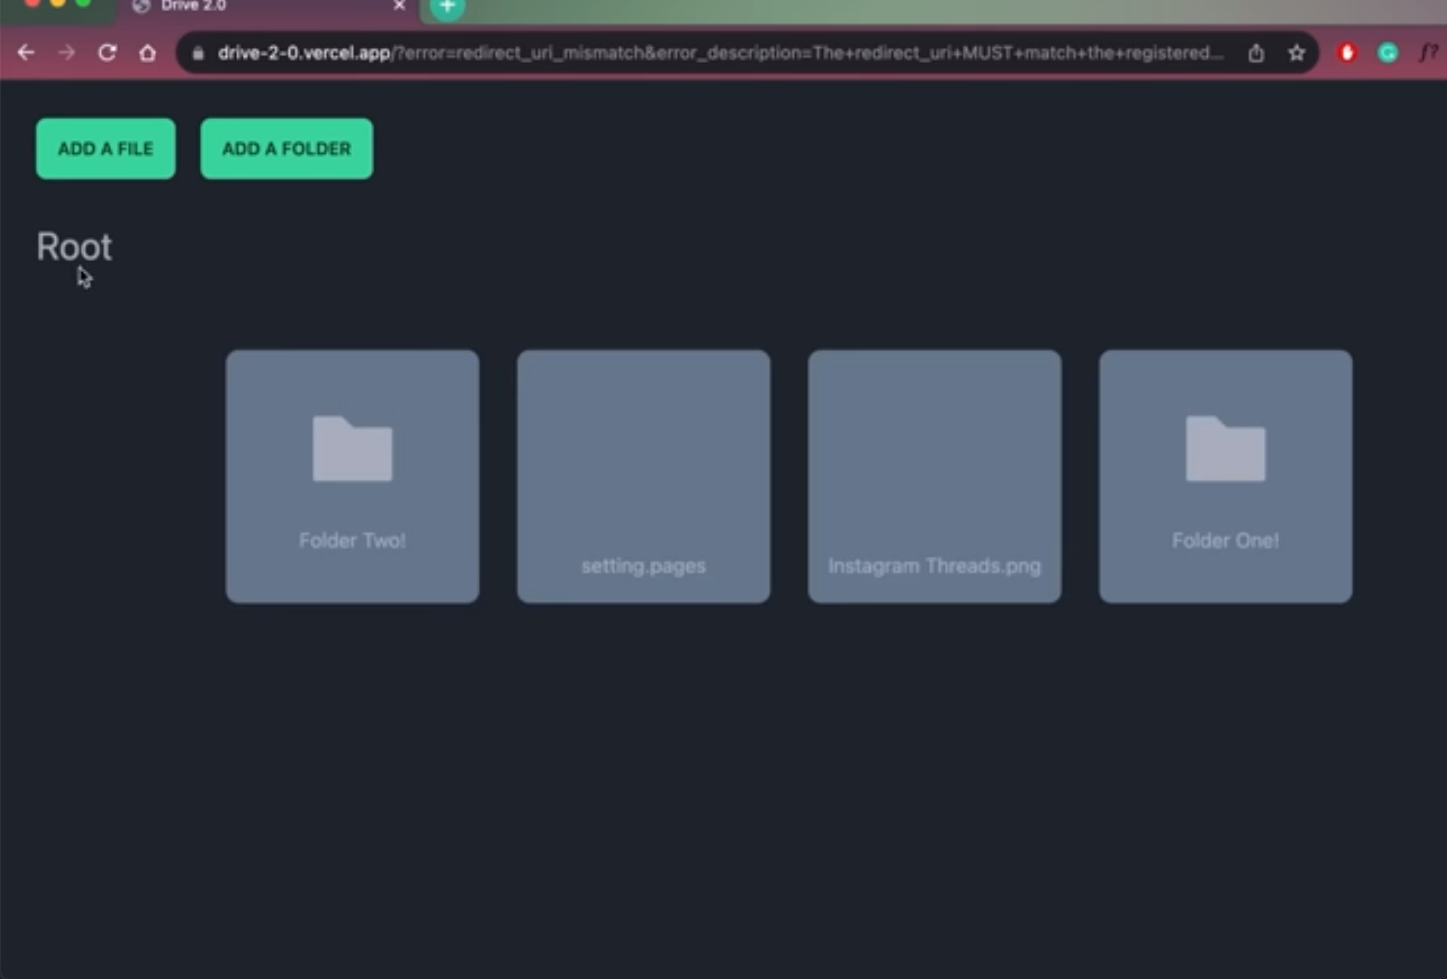 Drive 2.0
drive-2-0.vercel.app/?error=redirect_uri_mismatch&error_description=The+redirect_uri+MUST+match+the+registered...
ADD A FILE
ADD A FOLDER
Root
Folder Two!
setting.pages
Instagram Threads.png
Folder One!
f?